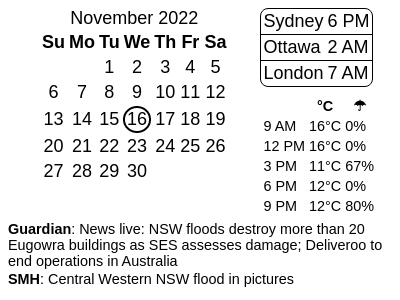 November 2022
Su Mo Tu We Th Fr Sa
1 2 3 4 5
6 7 8 9 10 11 12
13 14 15 16 17 18 19
20 21 22 23 24 25 26
27 28 29 30
Sydney 6 PM
Ottawa 2 AM
London 7 AM
°C ☂
9 AM 16°C 0%
12 PM 16°C 0%
3 PM 11°C 67%
6 PM 12°C 0%
9 PM 12°C 80%
Guardian: News live: NSW floods destroy more than 20
Eugowra buildings as SES assesses damage; Deliveroo to
end operations in Australia
SMH: Central Western NSW flood in pictures